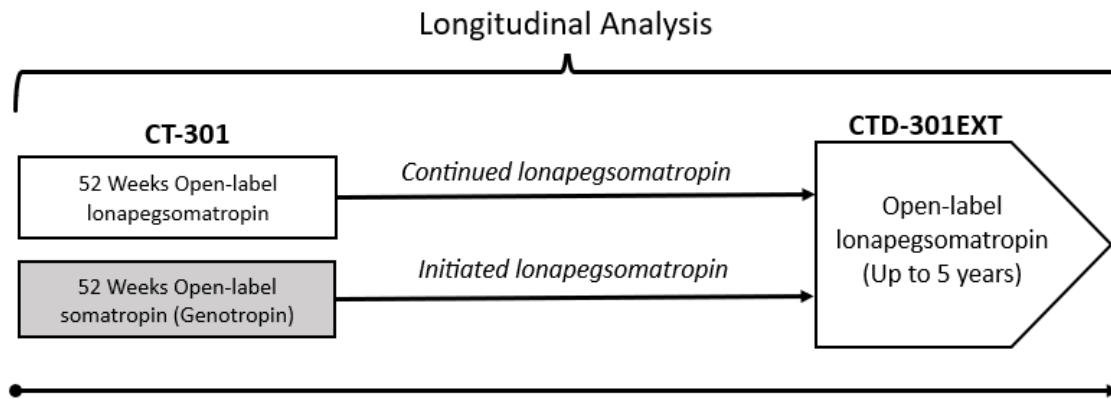 Longitudinal Analysis
CT-301
52 Weeks Open-label
lonapegsomatropin
Continued lonapegsomatropin
52 Weeks Open-label
somatropin (Genotropin)
Initiated lonapegsomatropin
CTD-301EXT
Open-label
lonapegsomatropin
(Up to 5 years)